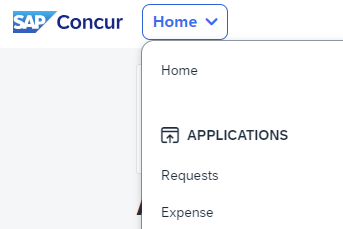 SAP Concur Home
Home
APPLICATIONS
Requests
Expense